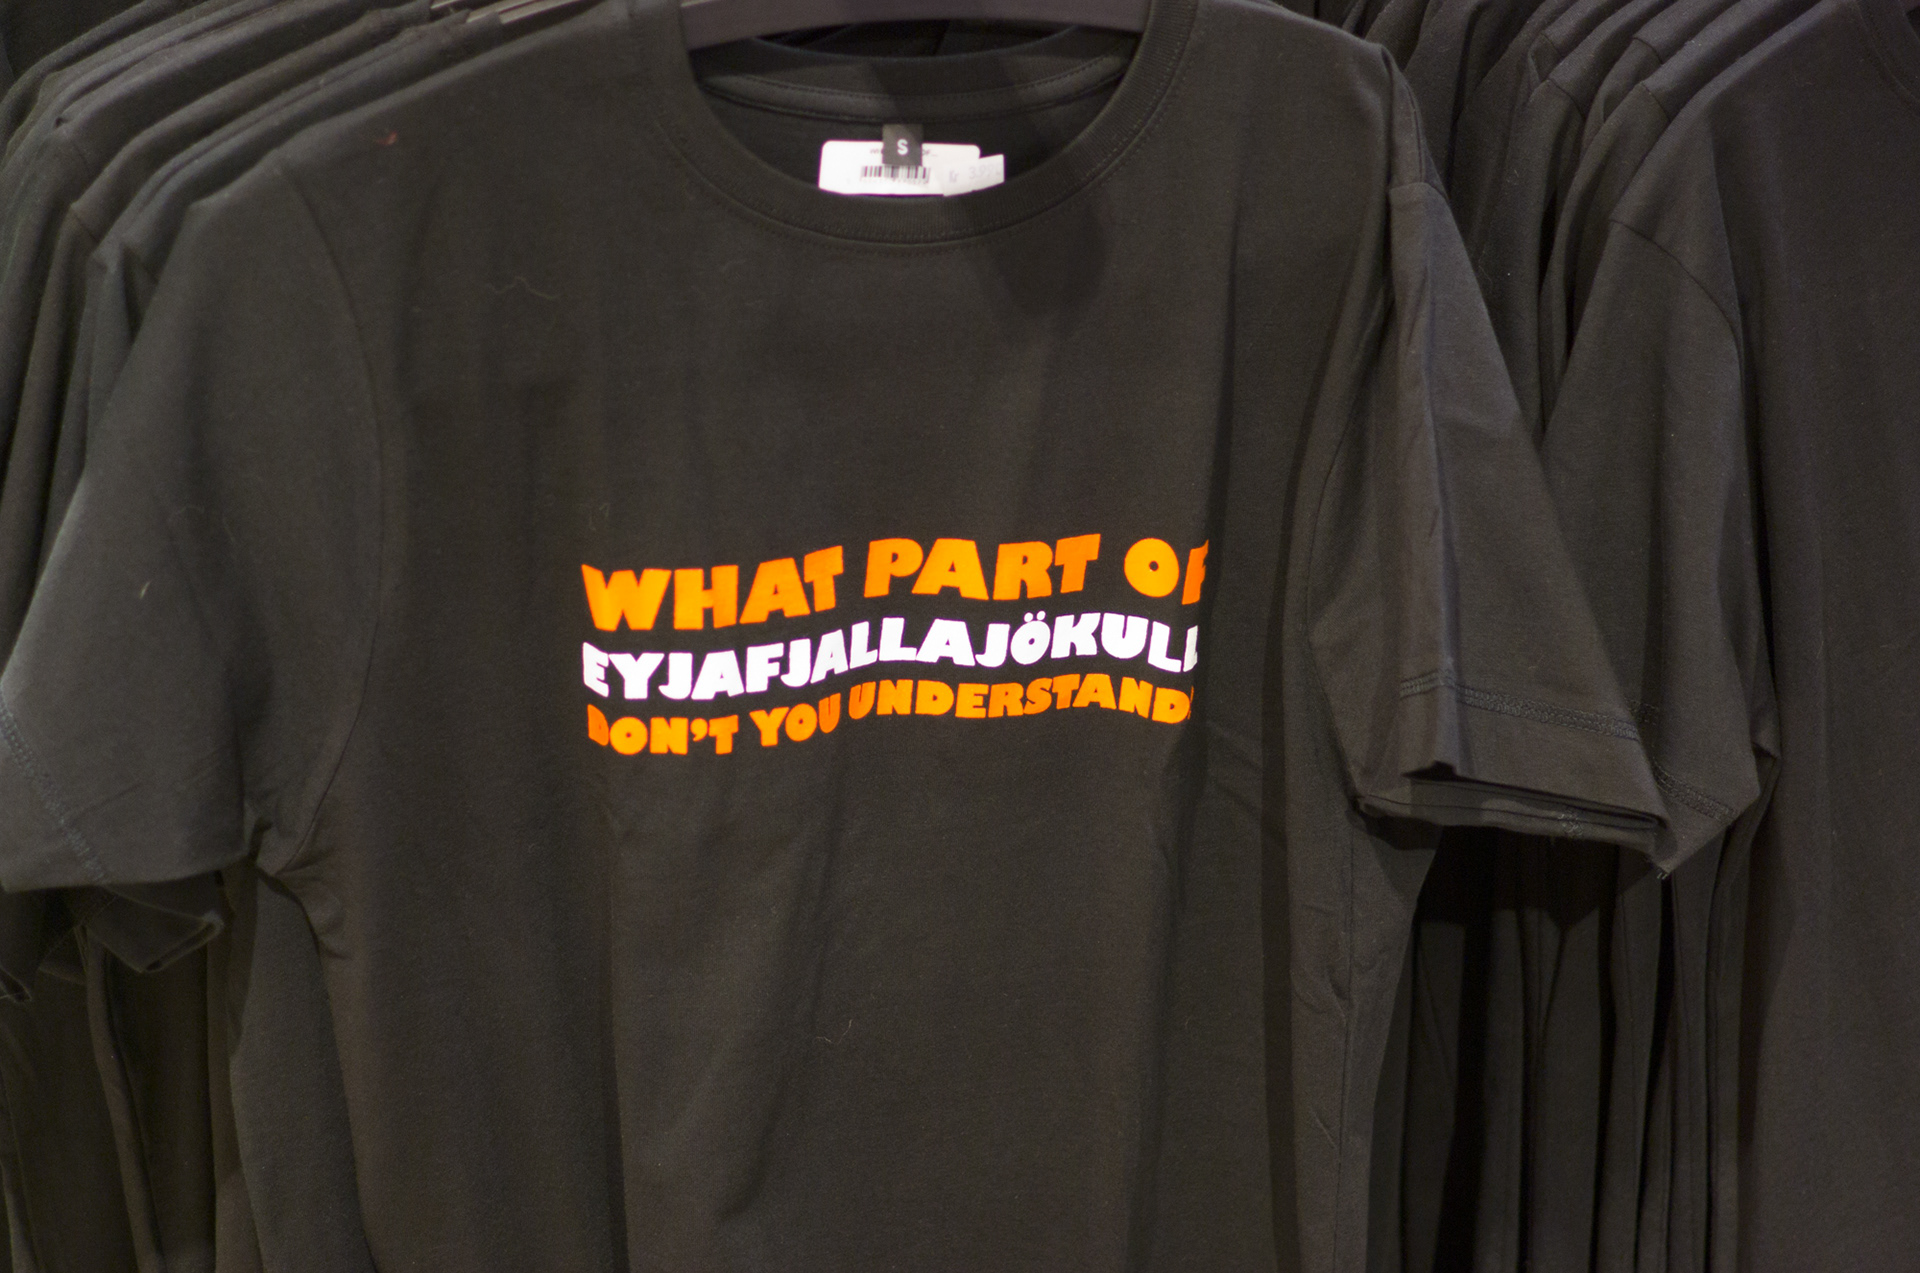 S
WHAT PART OF
EYJAFJALLAJÖKULL
DON'T YOU UNDERSTAND?